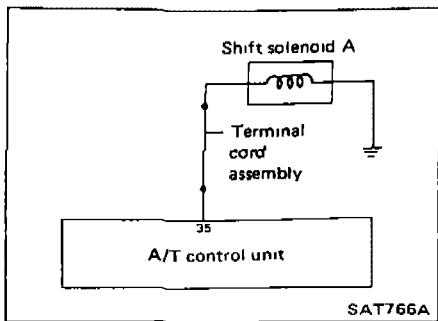 Shift solenoid A
Terminal
cord
assembly
35
A/T control unit
SAT766A